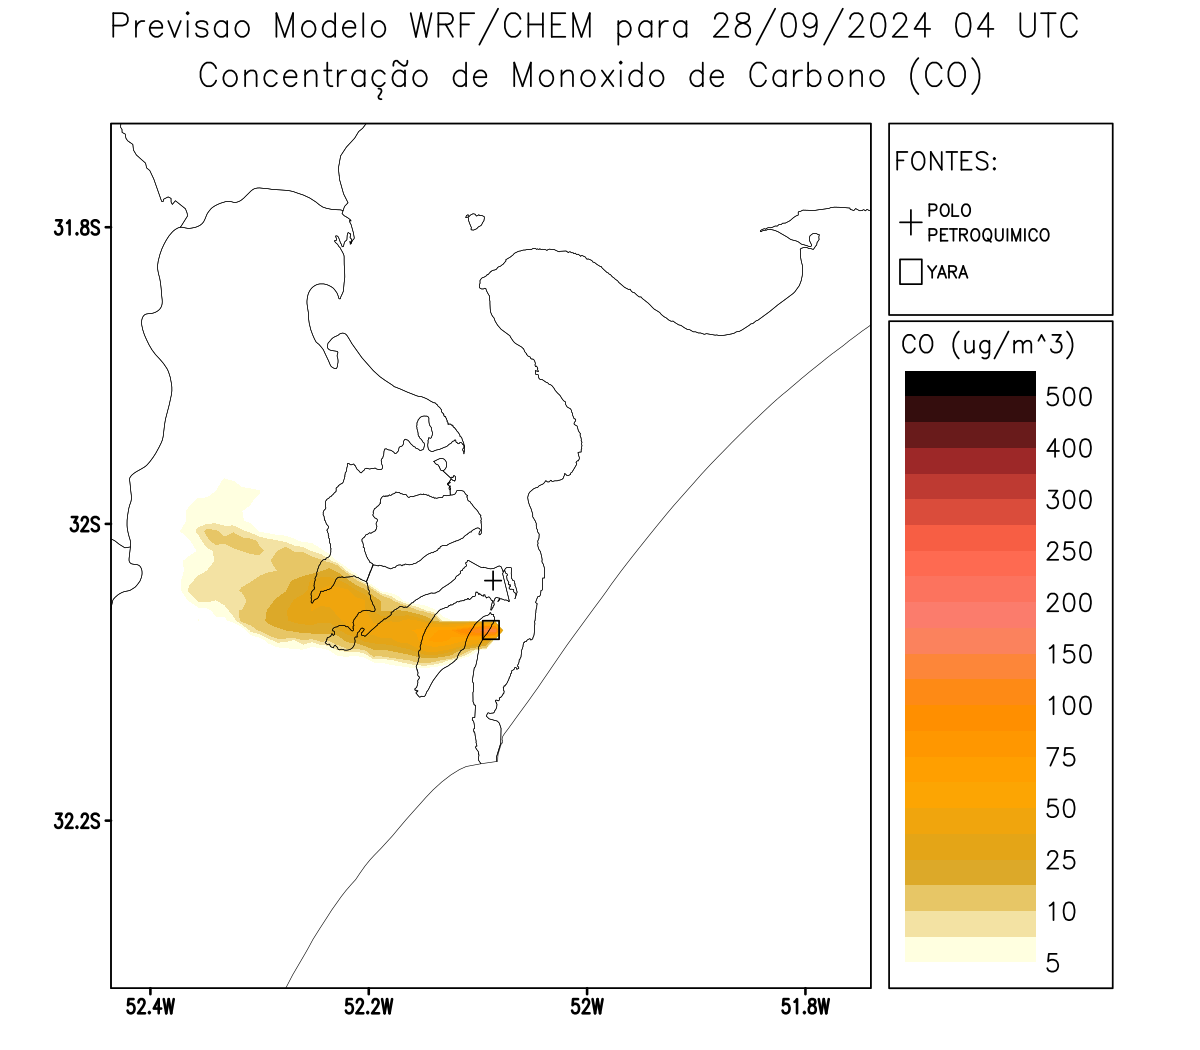 Previsao Modelo WRF/CHEM para 28/09/2024 04 UTC
Concentração de Monoxido de Carbono (CO)
FONTES:
POLO
PETROQUIMICO
YARA
31.8S
32S
32.2S
52.4W
52.2W
52W
51.8W
CO (ug/m^3)
500
400
300
250
200
150
100
75
50
25
10
5